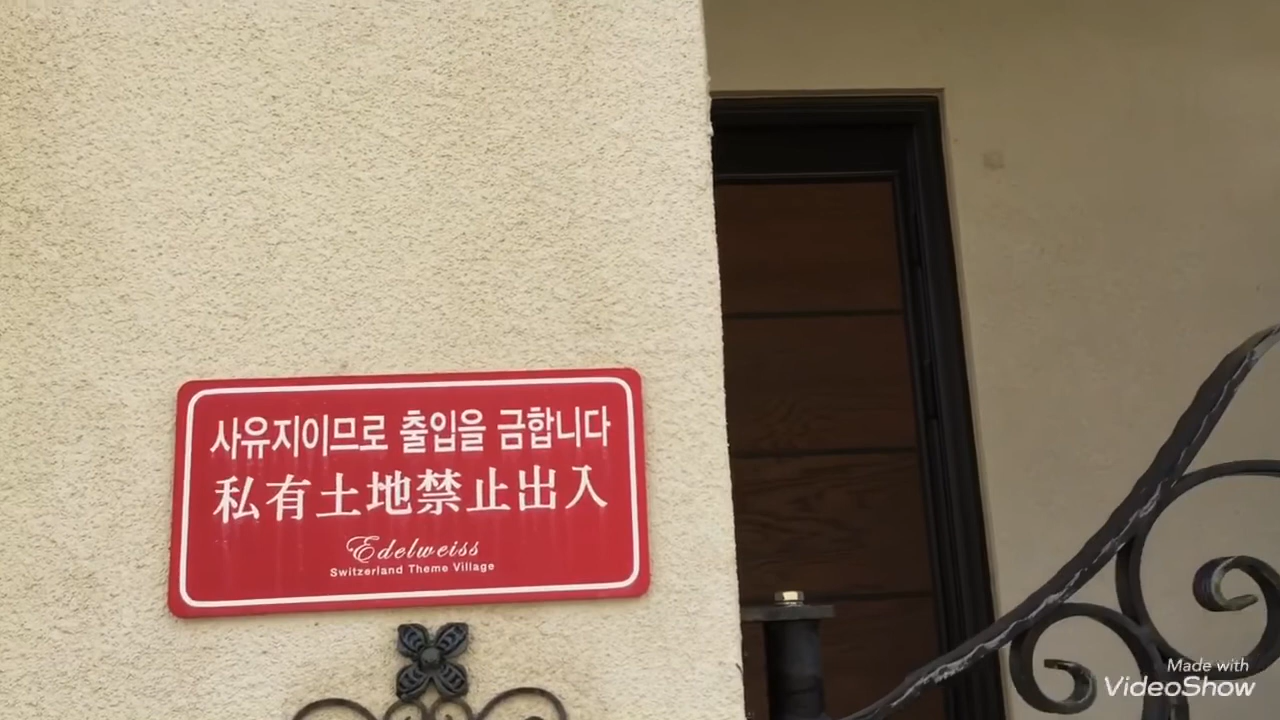 사유지이므로 출입을 금합니다
私有土地禁止出入
Edelweiss
Switzerland Theme Village
Made with
VideoShow